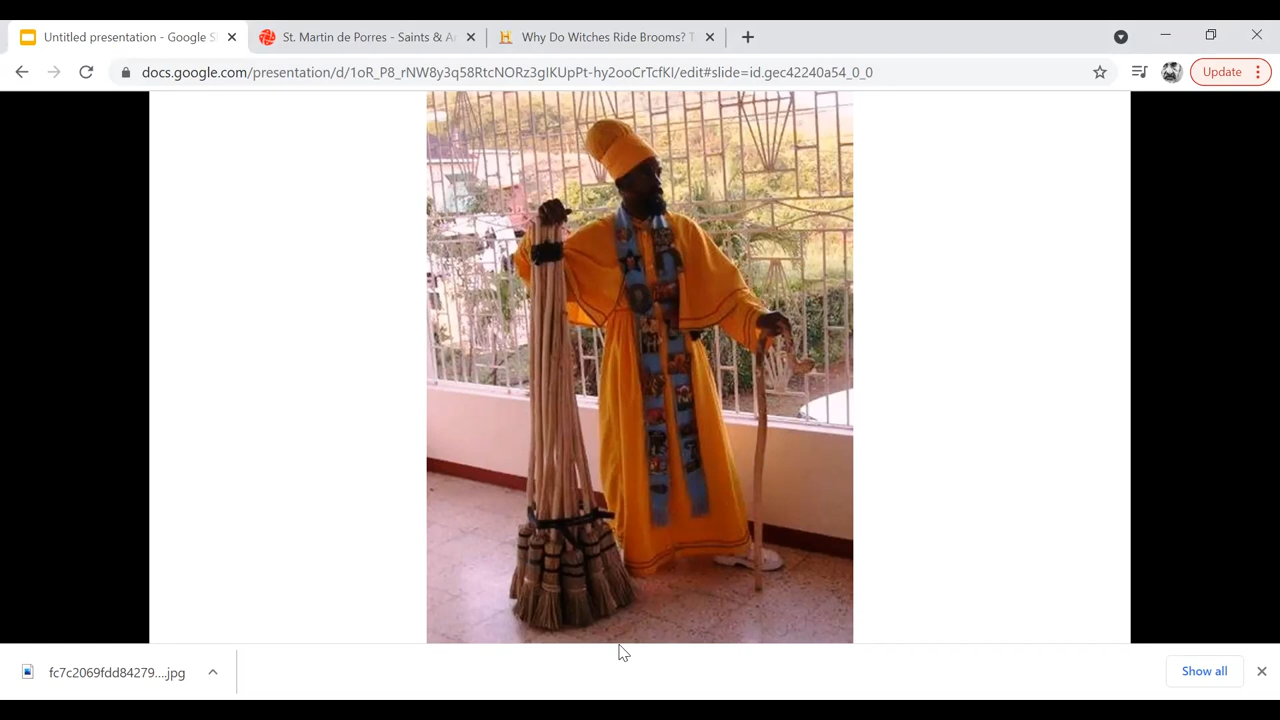 Untitled presentation - Google S
St. Martin de Porres - Saints & A
Why Do Witches Ride Brooms? T
docs.google.com/presentation/d/1oR_P8_rNW8y3q58RtcNORz3gIKUpPt-hy2ooCrTcfKI/edit#slide=id.gec42240a54_0_0
Update
fc7c2069fdd84279....jpg
Show all